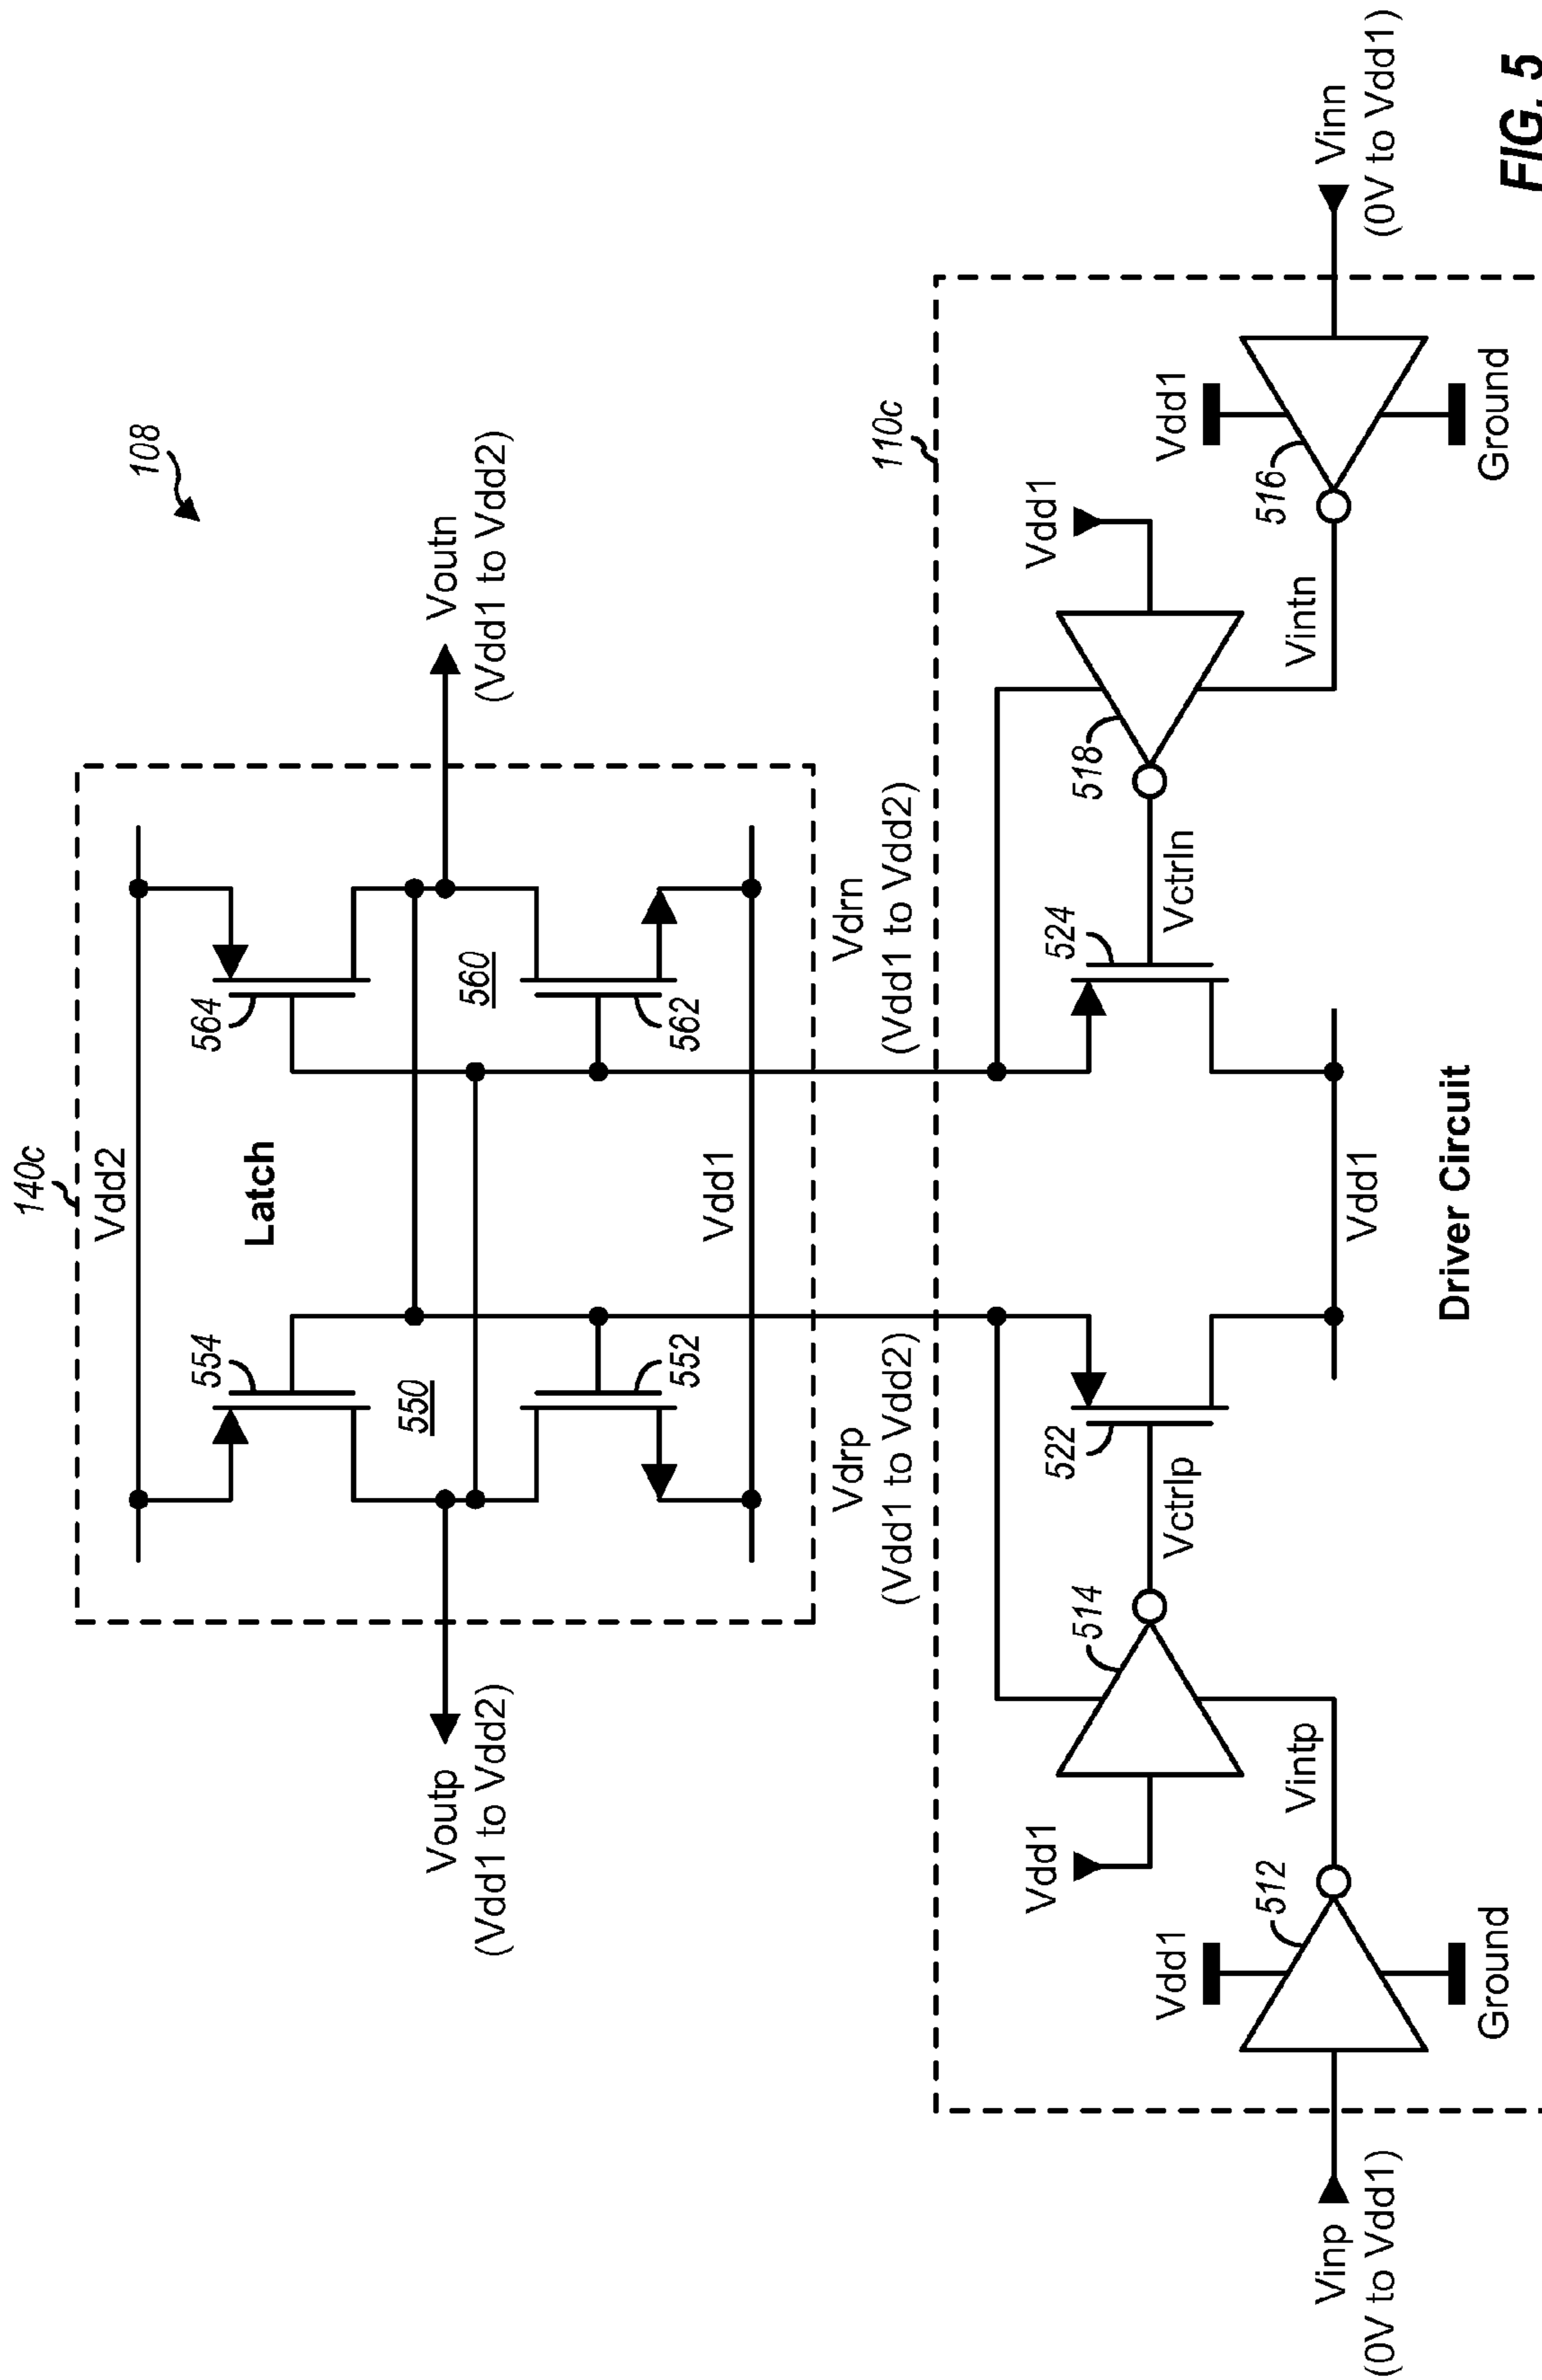 108
140c
Vdd2
554
564
Latch
Voutp
(Vdd1 to Vdd2)
550
560
Voutn
(Vdd1 to Vdd2)
552
562
Vdd1
Vdrp
(Vdd1 to Vdd2)
Vdrn
(Vdd1 to Vdd2)
110c
Vdd1
514
522
524
518
Vdd1
Vctrlp
Vctrln
Vdd1
512
Vintp
Vintn
516
Vdd1
Vinp
(0V to Vdd1)
Vdd1
Vinn
(0V to Vdd1)
Ground
Driver Circuit
Ground
FIG. 5